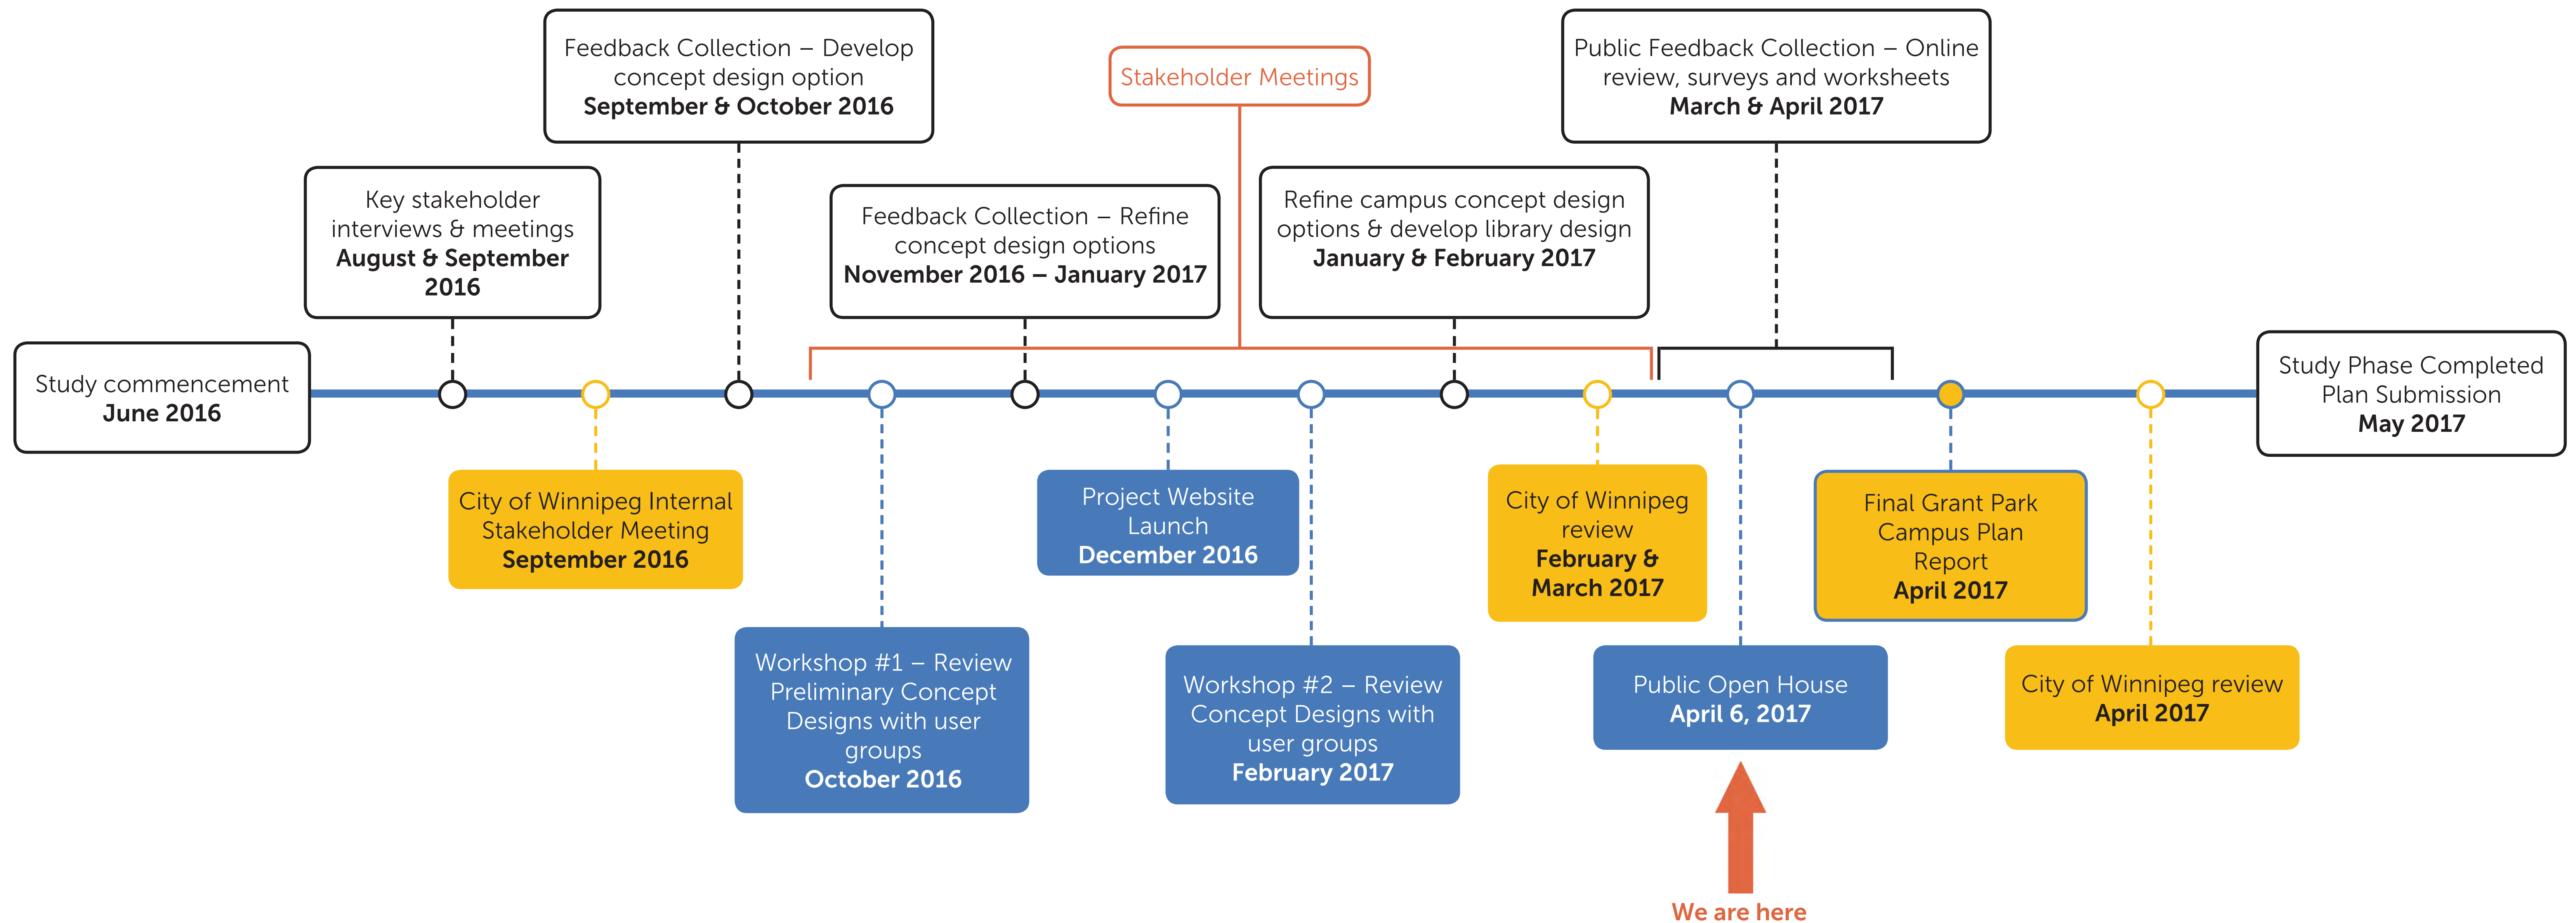 Feedback Collection – Develop
concept design option
September & October 2016
Stakeholder Meetings
Public Feedback Collection – Online
review, surveys and worksheets
March & April 2017
Key stakeholder
interviews & meetings
August & September
2016
Feedback Collection – Refine
concept design options
November 2016 – January 2017
Refine campus concept design
options & develop library design
January & February 2017
Study commencement
June 2016
Study Phase Completed
Plan Submission
May 2017
City of Winnipeg Internal
Stakeholder Meeting
September 2016
Project Website
Launch
December 2016
City of Winnipeg
review
February &
March 2017
Final Grant Park
Campus Plan
Report
April 2017
Workshop #1 – Review
Preliminary Concept
Designs with user
groups
October 2016
Workshop #2 – Review
Concept Designs with
user groups
February 2017
Public Open House
April 6, 2017
City of Winnipeg review
April 2017
We are here